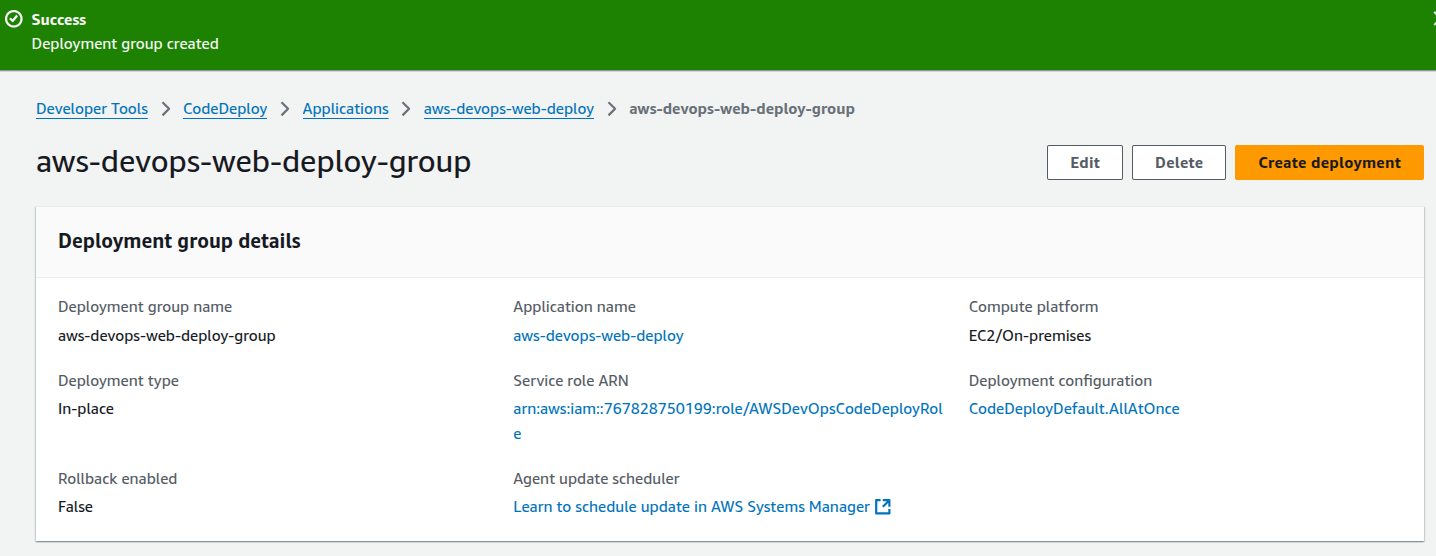 Success
Deployment group created
Developer Tools > CodeDeploy > Applications > aws-devops-web-deploy > aws-devops-web-deploy-group
aws-devops-web-deploy-group
Edit
Delete
Create deployment
Deployment group details
Deployment group name
aws-devops-web-deploy-group
Application name
aws-devops-web-deploy
Compute platform
EC2/On-premises
Deployment type
In-place
Service role ARN
arn:aws:iam::767828750199:role/AWSDevOpsCodeDeployRol
e
Deployment configuration
CodeDeployDefault.AllAtOnce
Rollback enabled
False
Agent update scheduler
Learn to schedule update in AWS Systems Manager